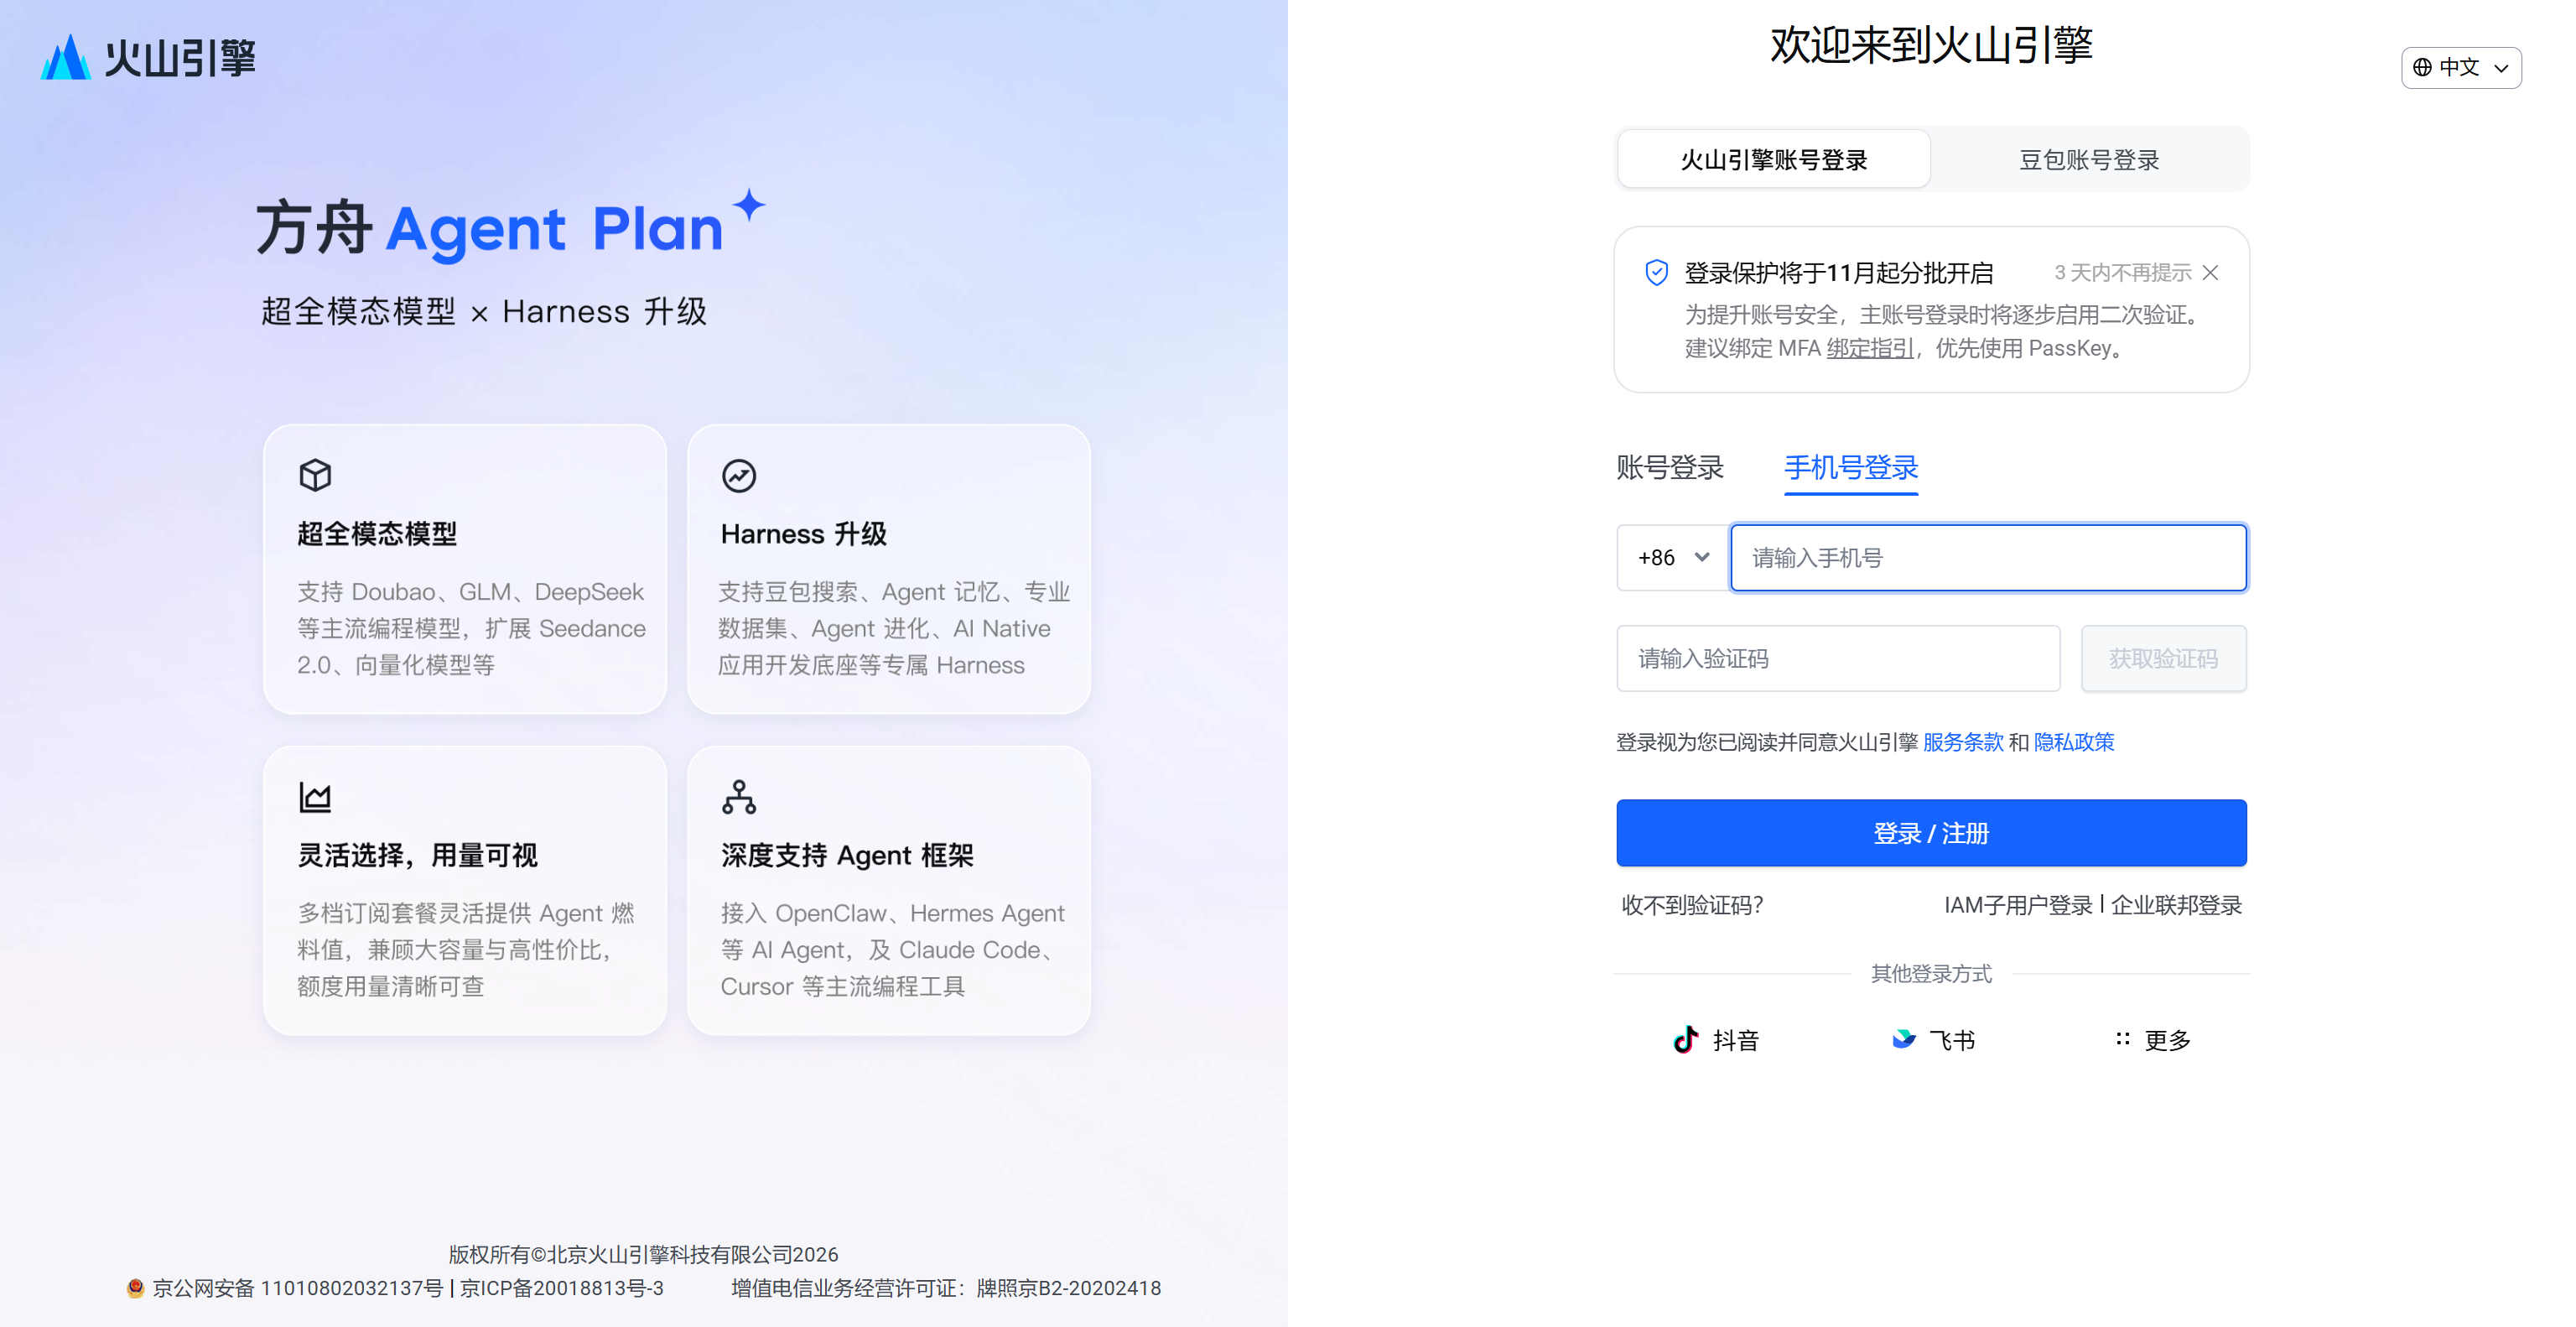 火山引擎
方舟 Agent Plan
超全模态模型 × Harness 升级
超全模态模型
支持 Doubao、GLM、DeepSeek
等主流编程模型，扩展 Seedance
2.0、向量化模型等
Harness 升级
支持豆包搜索、Agent 记忆、专业
数据集、Agent 进化、AI Native
应用开发底座等专属 Harness
灵活选择，用量可视
多档订阅套餐灵活提供 Agent 燃
料值，兼顾大容量与高性价比，
额度用量清晰可查
深度支持 Agent 框架
接入 OpenClaw、Hermes Agent
等 AI Agent，及 Claude Code、
Cursor 等主流编程工具
版权所有©北京火山引擎科技有限公司2026
京公网安备 11010802032137号 | 京ICP备20018813号-3 增值电信业务经营许可证：牌照京B2-20202418
欢迎来到火山引擎
中文
火山引擎账号登录 豆包账号登录
登录保护将于11月起分批开启 3 天内不再提示
为提升账号安全，主账号登录时将逐步启用二次验证。
建议绑定 MFA 绑定指引，优先使用 PassKey。
账号登录 手机号登录
+86 请输入手机号
请输入验证码 获取验证码
登录视为您已阅读并同意火山引擎 服务条款 和 隐私政策
登录 / 注册
收不到验证码? IAM子用户登录 | 企业联邦登录
其他登录方式
抖音 飞书 更多